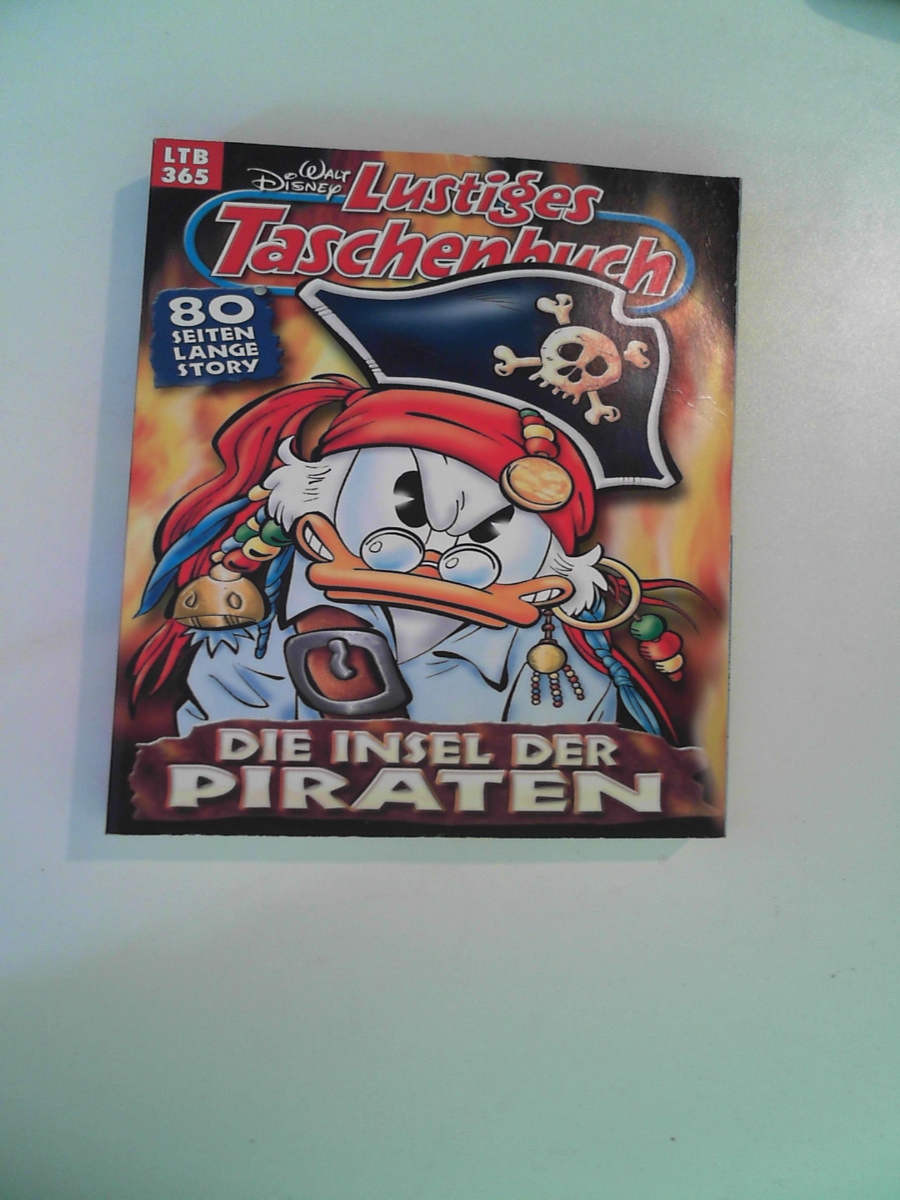 LTB
365
Walt
Disney
Lustiges
Taschenbuch
80
SEITEN
LANGE
STORY
DIE INSEL DER
PIRATEN